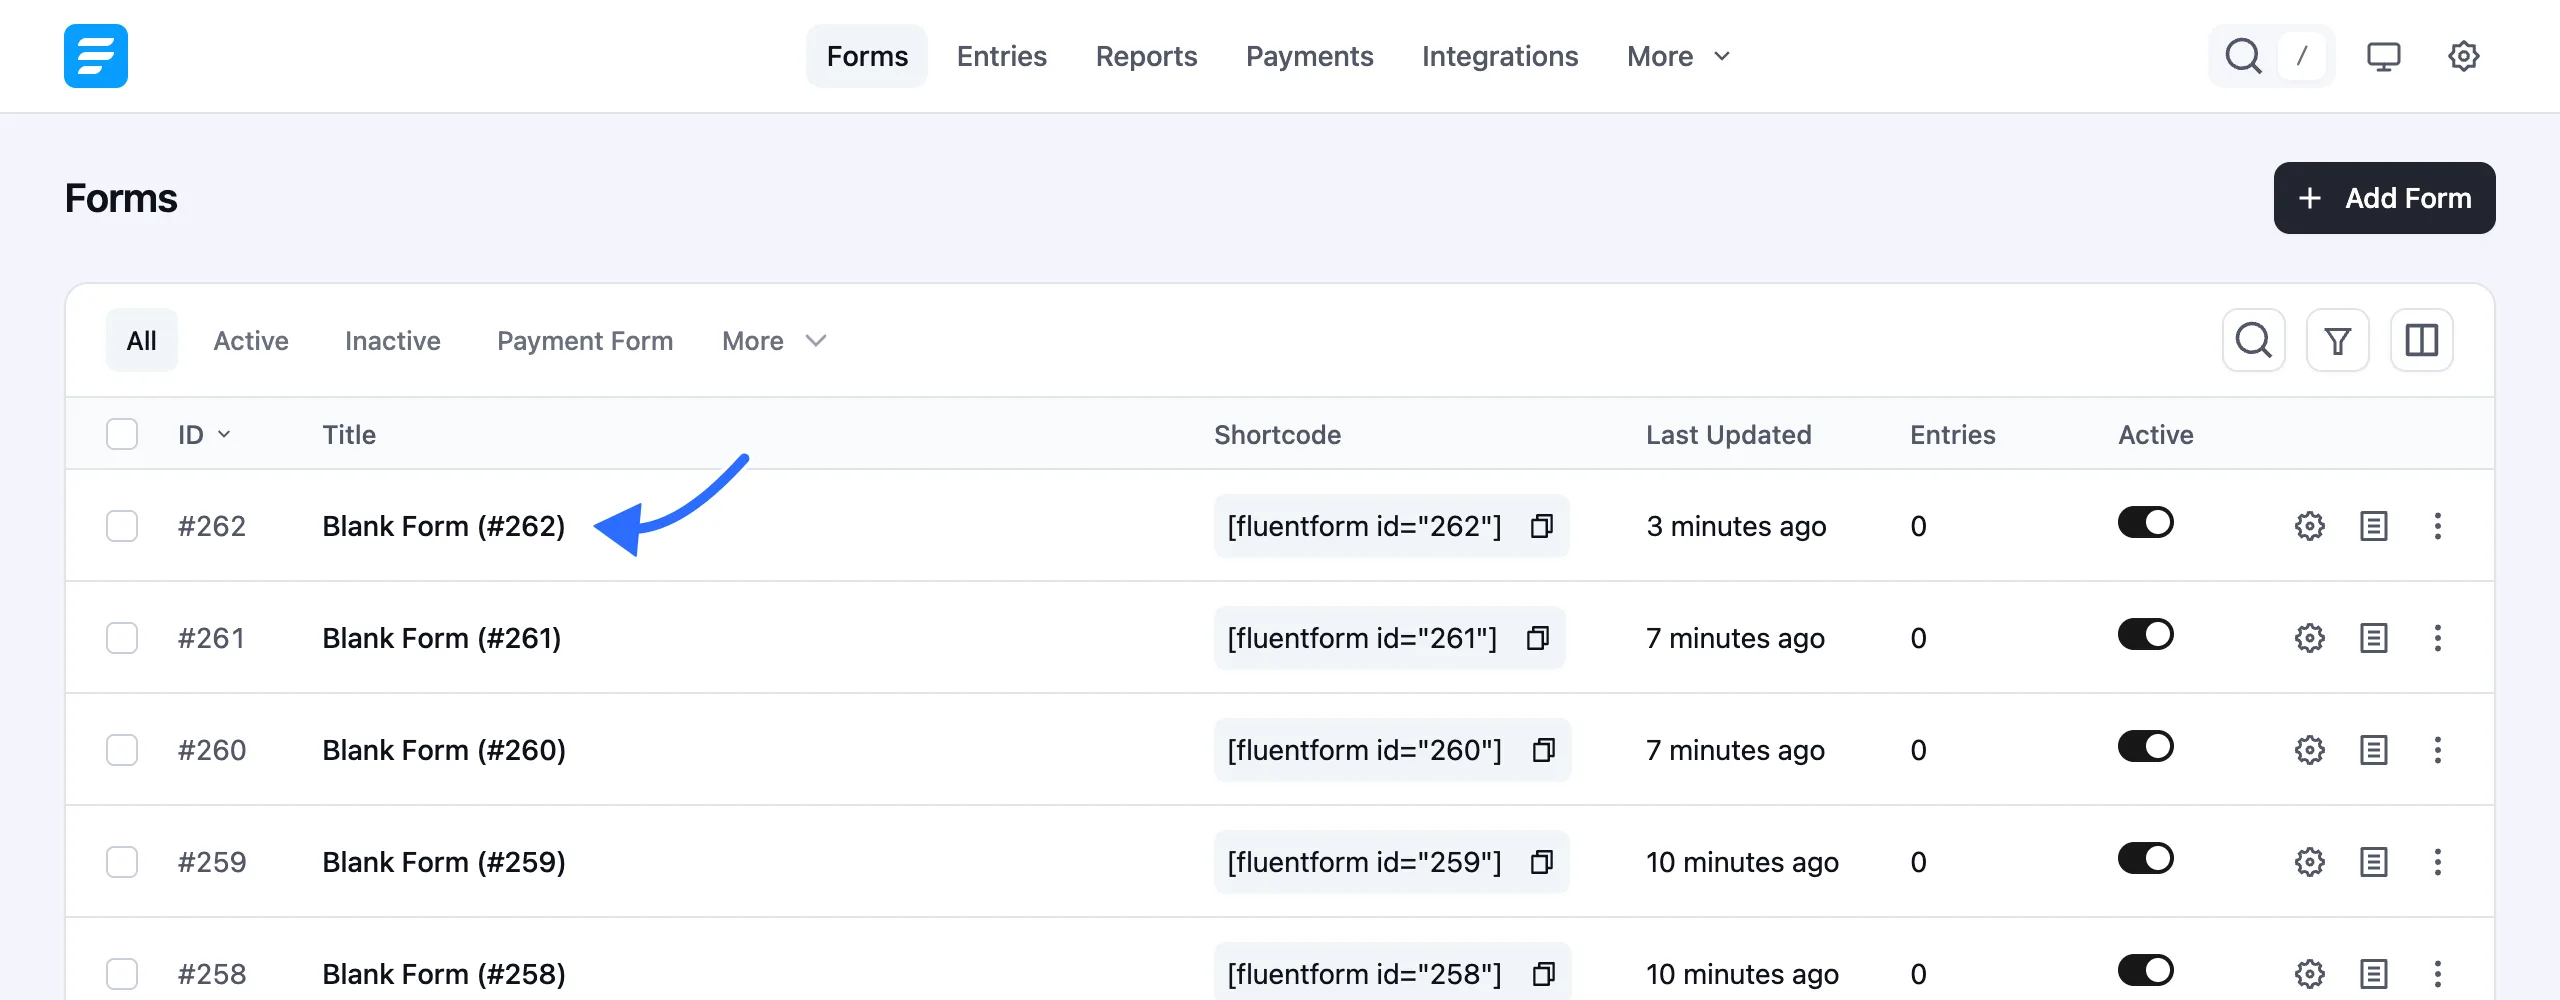 Forms Entries Reports Payments Integrations More /
Forms
+ Add Form
All Active Inactive Payment Form More
ID Title Shortcode Last Updated Entries Active
#262 Blank Form (#262) [fluentform id="262"] 3 minutes ago 0
#261 Blank Form (#261) [fluentform id="261"] 7 minutes ago 0
#260 Blank Form (#260) [fluentform id="260"] 7 minutes ago 0
#259 Blank Form (#259) [fluentform id="259"] 10 minutes ago 0
#258 Blank Form (#258) [fluentform id="258"] 10 minutes ago 0